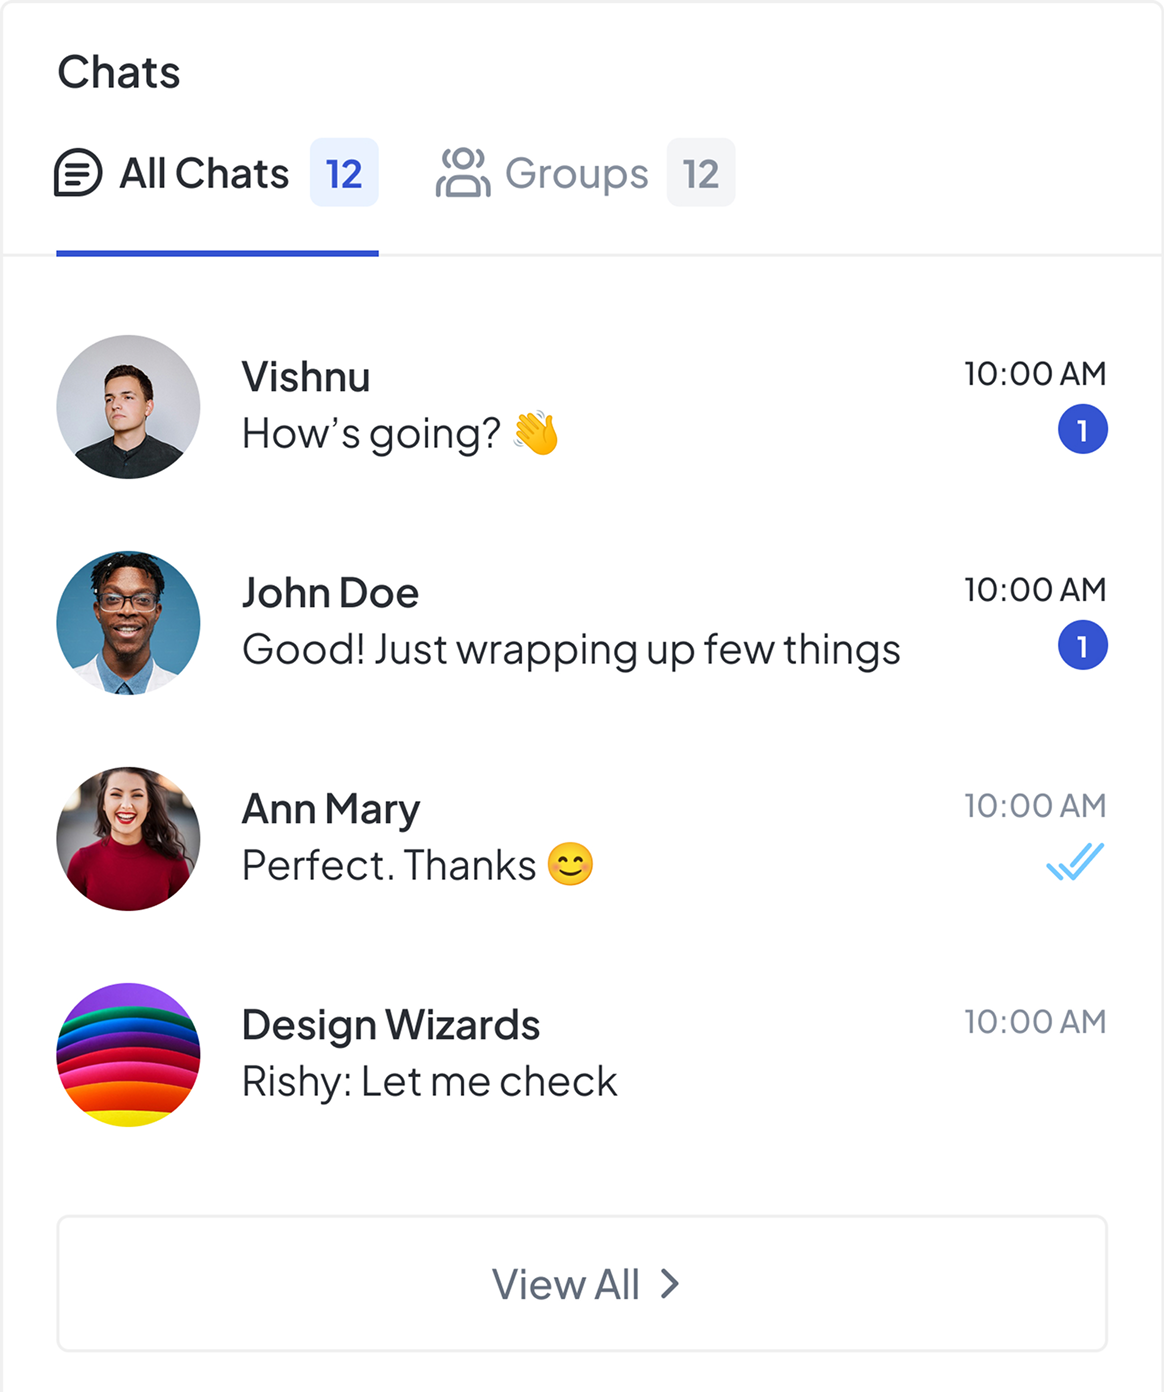 Chats
All Chats 12 Groups 12
Vishnu 10:00 AM
How’s going? 👋 1
John Doe 10:00 AM
Good! Just wrapping up few things 1
Ann Mary 10:00 AM
Perfect. Thanks 😊
Design Wizards 10:00 AM
Rishy: Let me check
View All